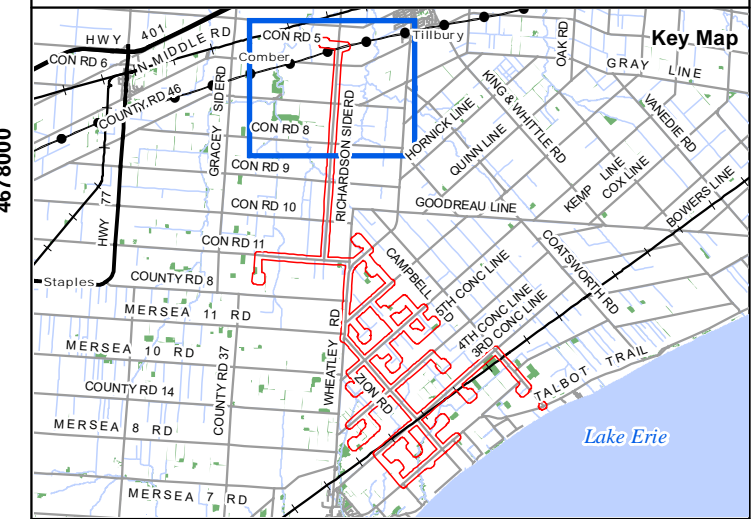 Key Map
4678000
HWY 401
CON RD 5
Tillbury
OAK RD
N-MIDDLE RD
CON RD 6
Comber
GRAY LINE
COUNTY RD 46
GRACEY SIDERD
KING & WHITTLE RD
VANEDIE RD
HORNICK LINE
CON RD 8
RICHARDSON SIDERD
QUINN LINE
CON RD 9
KEMP LINE
COX LINE
BOWERS LINE
HWY 77
CON RD 10
GOODREAU LINE
CON RD 11
CAMPBELL
COATSWORTH RD
Staples
COUNTY RD 8
5TH CONC LINE
MERSEA 11 RD
4TH CONC LINE
3RD CONC LINE
WHEATLEY RD
MERSEA 10 RD
COUNTY RD 37
TALBOT TRAIL
COUNTY RD 14
ZION RD
MERSEA 8 RD
Lake Erie
MERSEA 7 RD